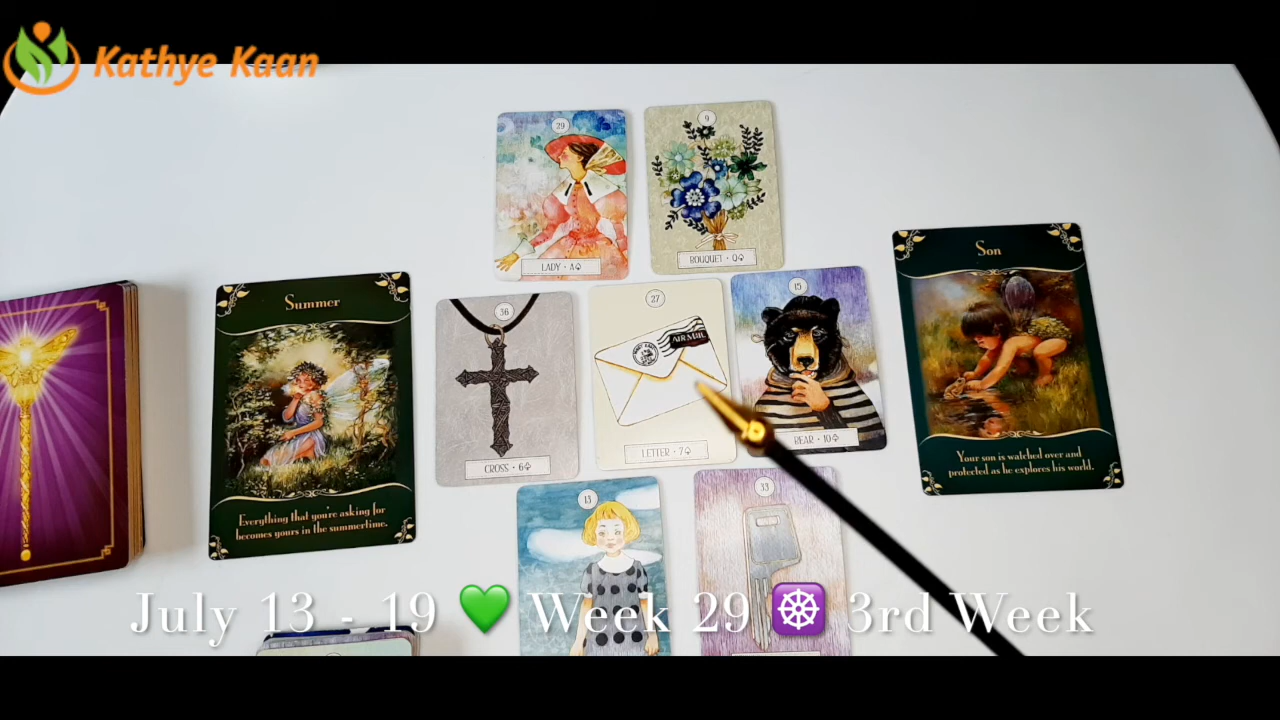 Kathye Kaan
29
LADY • A♤
9
BOUQUET • Q♤
Summer
Everything that you're asking for
becomes yours in the summertime.
36
CROSS • 6♧
27
AIR MAIL
LETTER • 7♤
15
BEAR • 10♧
Son
Your son is watched over and
protected as he explores his world.
13
33
July 13 - 19 💚 Week 29 ☸ 3rd Week